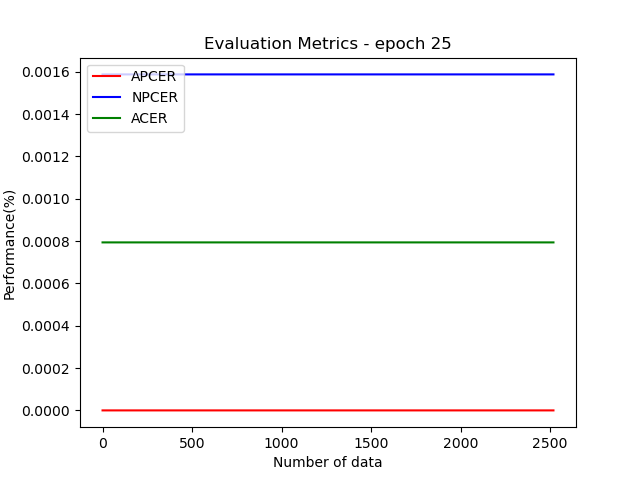 Evaluation Metrics - epoch 25
0.0016
0.0014
0.0012
0.0010
0.0008
0.0006
0.0004
0.0002
0.0000
Performance(%)
APCER
NPCER
ACER
0 500 1000 1500 2000 2500
Number of data